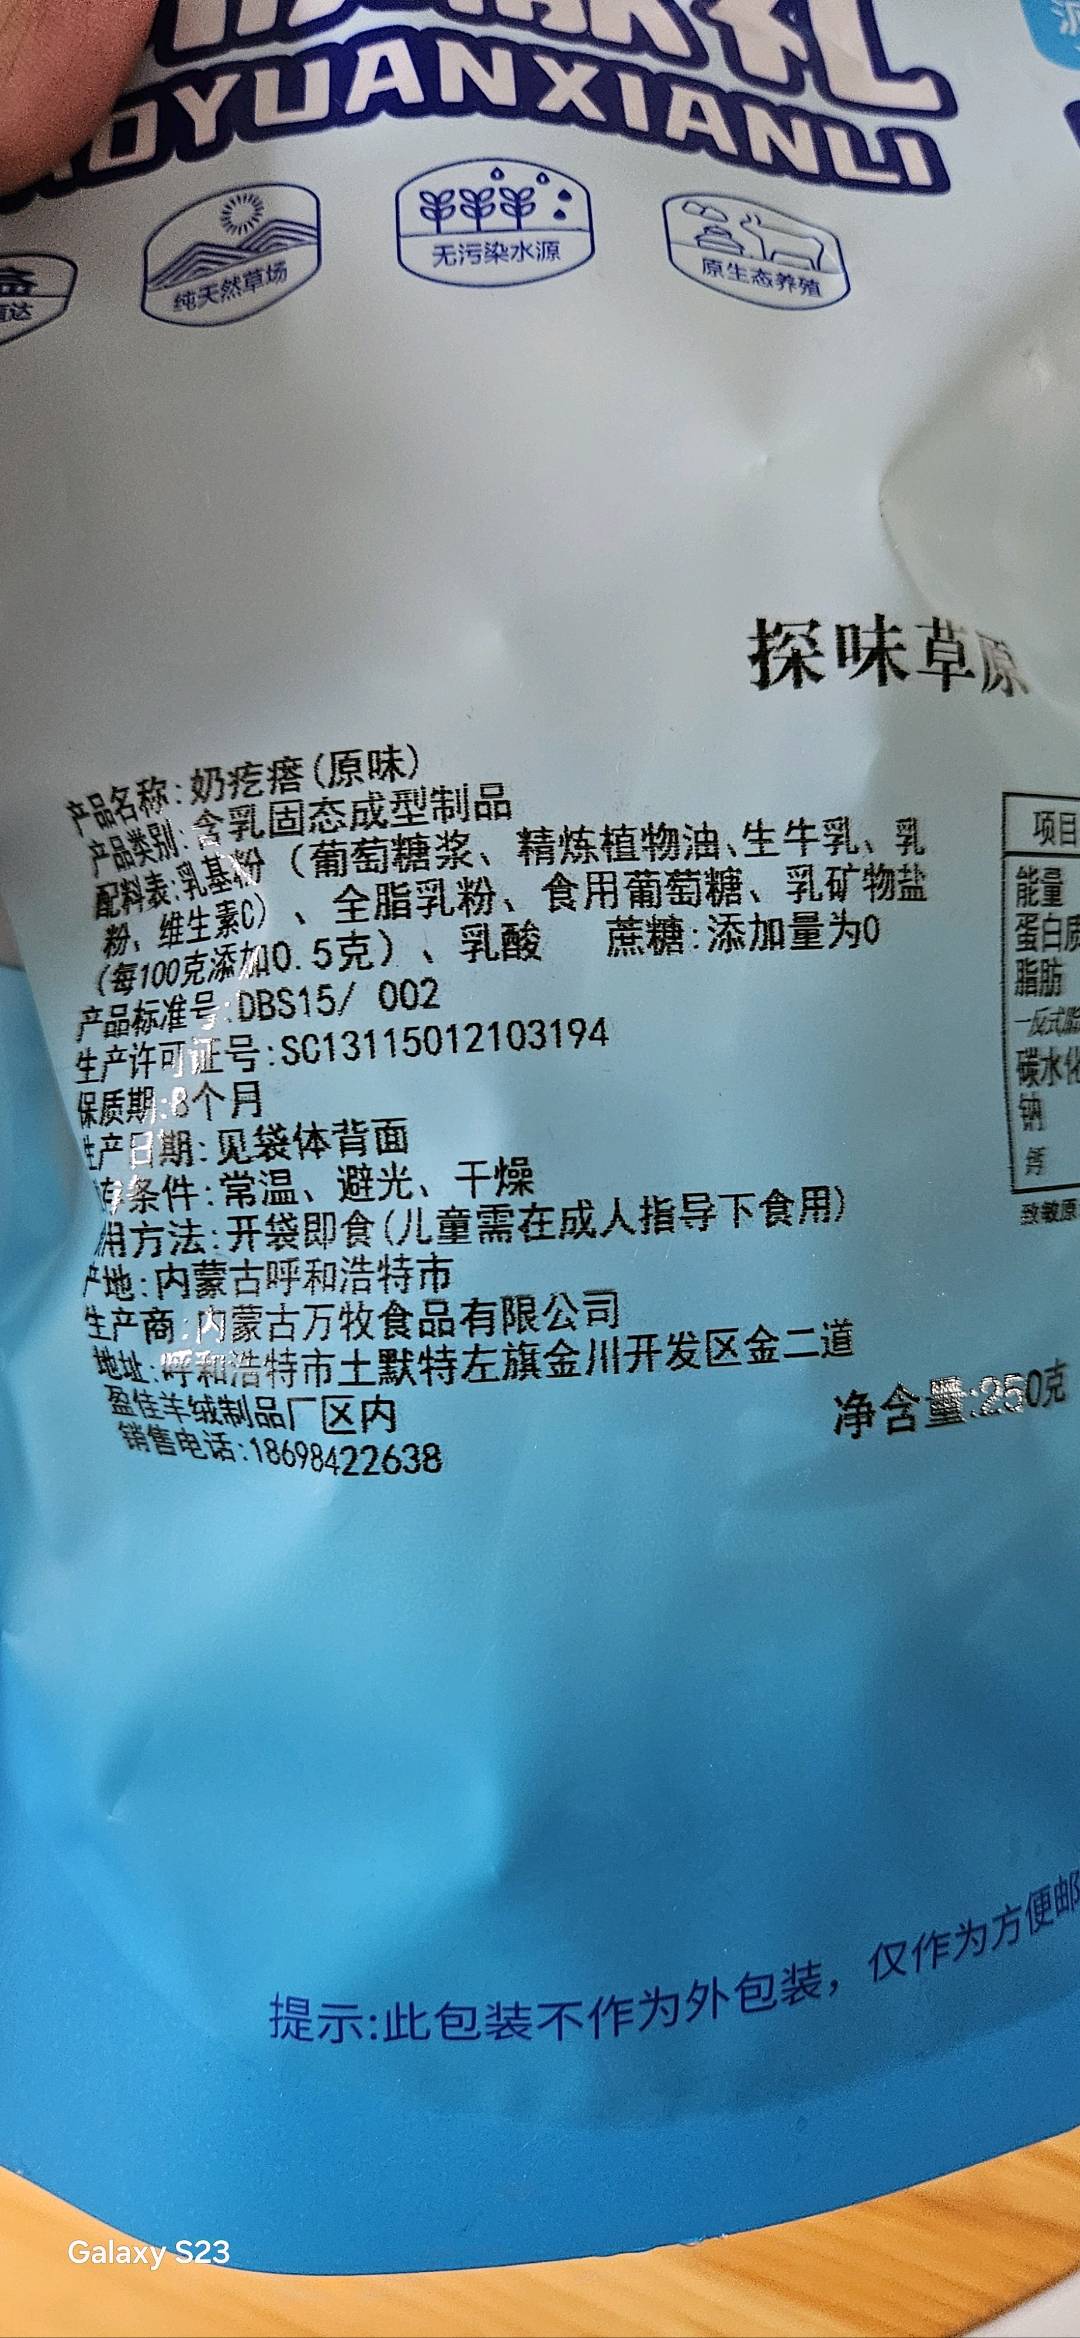 OYUANXIANLI
纯天然草场
无污染水源
原生态养殖
探味草原
产品名称:奶疙瘩(原味)
产品类别:含乳固态成型制品
配料表:乳基粉(葡萄糖浆、精炼植物油、生牛乳、乳
粉、维生素C)、全脂乳粉、食用葡萄糖、乳矿物盐
(每100克添加0.5克)、乳酸 蔗糖:添加量为0
产品标准号:DBS15/ 002
生产许可证号:SC13115012103194
保质期:8个月
生产日期:见袋体背面
存条件:常温、避光、干燥
用方法:开袋即食(儿童需在成人指导下食用)
产地:内蒙古呼和浩特市
生产商:内蒙古万牧食品有限公司
地址:呼和浩特市土默特左旗金川开发区金二道
盈佳羊绒制品厂区内
销售电话:18698422638
净含量:250克
项目
能量
蛋白质
脂肪
碳水化
钠
钙
致敏原
提示:此包装不作为外包装，仅作为方便邮
Galaxy S23